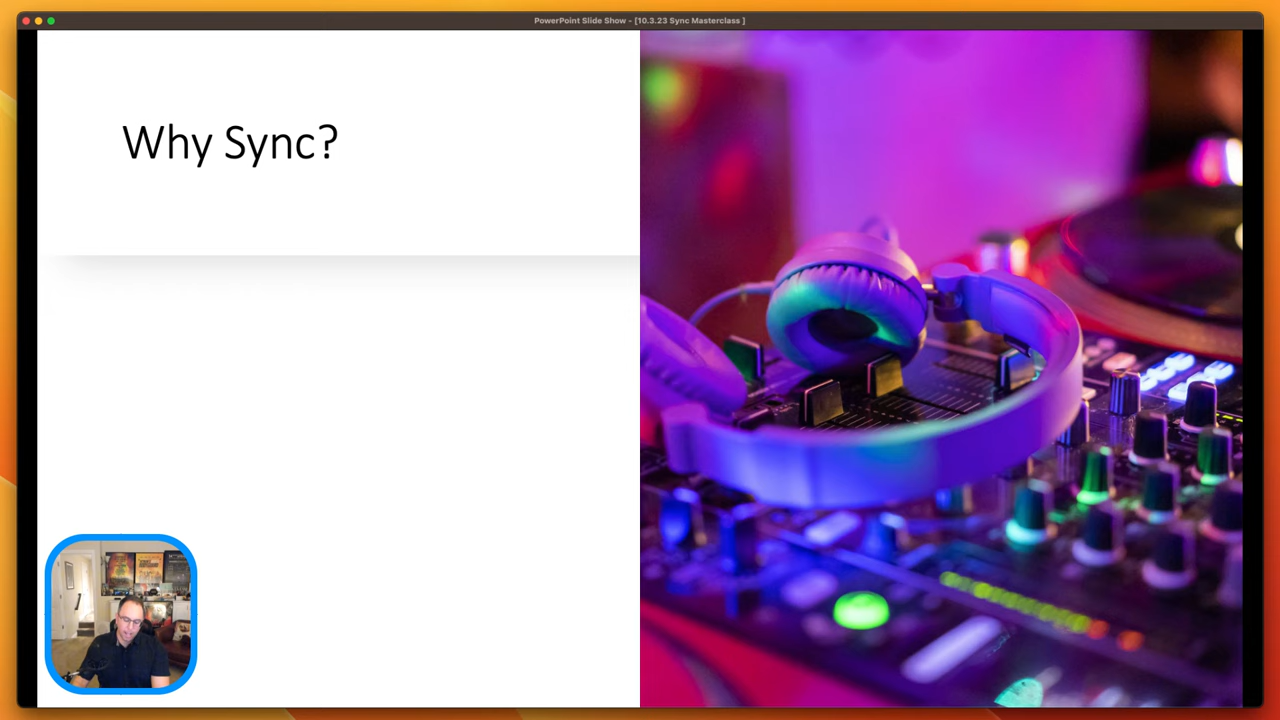 PowerPoint Slide Show - [10.3.23 Sync Masterclass ]
Why Sync?